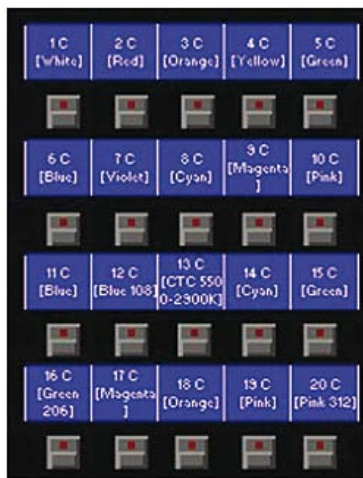 1 C 2 C 3 C 4 C 5 C
[White] [Red] [Orange] [Yellow] [Green]
6 C 7 C 8 C 9 C 10 C
[Blue] [Violet] [Cyan] [Magenta] [Pink]
11 C 12 C 13 C 14 C 15 C
[Blue] [Blue 108] [CTC 550 0-2900K] [Cyan] [Green]
16 C 17 C 18 C 19 C 20 C
[Green 206] [Magenta] [Orange] [Pink] [Pink 312]